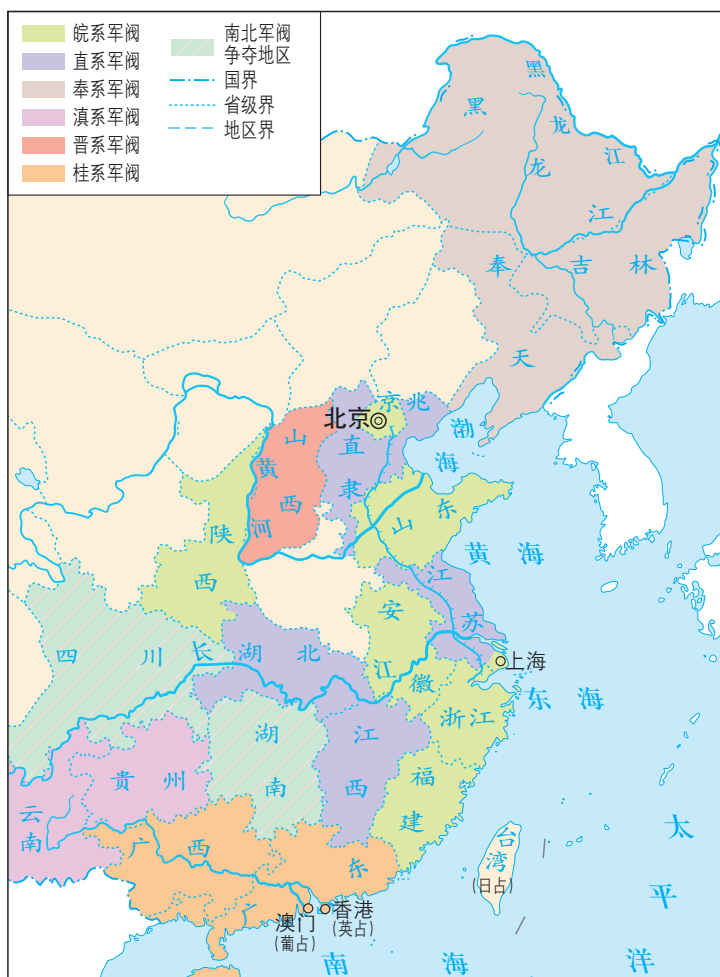 皖系军阀
直系军阀
奉系军阀
滇系军阀
晋系军阀
桂系军阀
南北军阀
争夺地区
国界
省级界
地区界
黑龙江
黑龙江
吉林
奉天
北京
京兆
直隶
渤海
山西
黄河
陕西
山东
黄海
江苏
安徽
上海
四川
长江
湖北
浙江
东海
湖南
江西
贵州
云南
福建
广西
广东
台湾
(日占)
澳门
(葡占)
香港
(英占)
南海
太平洋